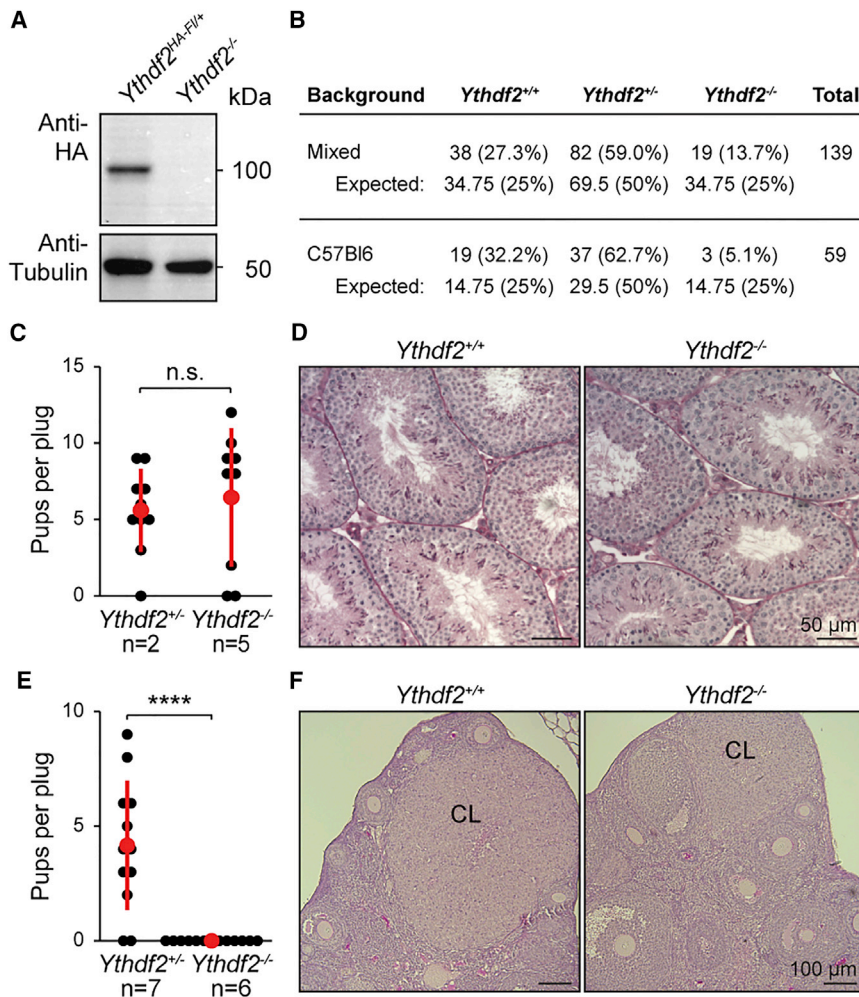 A
Ythdf2HA-Fl/+
Ythdf2-/-
kDa
Anti-
HA
100
Anti-
Tubulin
50
B
Background Ythdf2+/+ Ythdf2+/- Ythdf2-/- Total
Mixed 38 (27.3%) 82 (59.0%) 19 (13.7%) 139
Expected: 34.75 (25%) 69.5 (50%) 34.75 (25%)
C57Bl6 19 (32.2%) 37 (62.7%) 3 (5.1%) 59
Expected: 14.75 (25%) 29.5 (50%) 14.75 (25%)
C
Pups per plug
15
10
5
0
n.s.
Ythdf2+/- Ythdf2-/-
n=2 n=5
D
Ythdf2+/+ Ythdf2-/-
50 µm
E
Pups per plug
10
5
0
****
Ythdf2+/- Ythdf2-/-
n=7 n=6
F
Ythdf2+/+ Ythdf2-/-
CL CL
100 µm